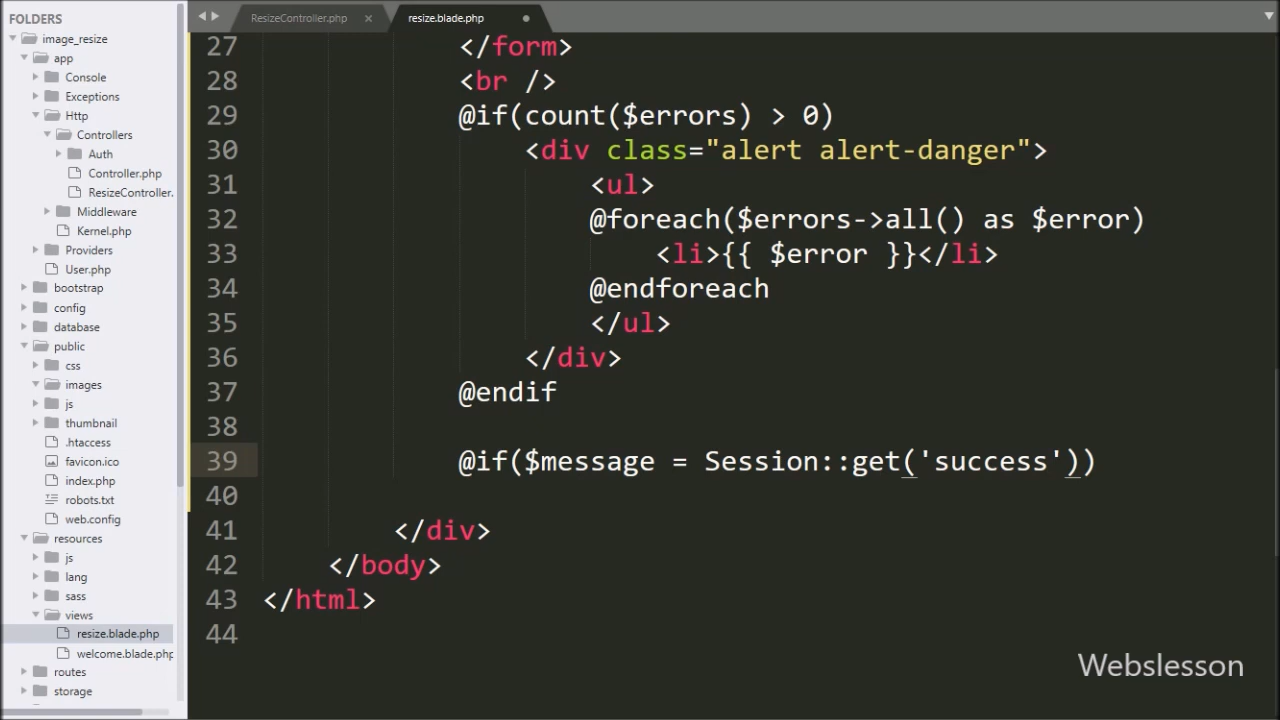 FOLDERS
image_resize
app
Console
Exceptions
Http
Controllers
Auth
Controller.php
ResizeController.
Middleware
Kernel.php
Providers
User.php
bootstrap
config
database
public
css
images
js
thumbnail
.htaccess
favicon.ico
index.php
robots.txt
web.config
resources
js
lang
sass
views
resize.blade.php
welcome.blade.php
routes
storage
ResizeController.php
resize.blade.php
27 </form>
28 <br />
29 @if(count($errors) > 0)
30 <div class="alert alert-danger">
31 <ul>
32 @foreach($errors->all() as $error)
33 <li>{{ $error }}</li>
34 @endforeach
35 </ul>
36 </div>
37 @endif
38
39 @if($message = Session::get('success'))
40
41 </div>
42 </body>
43 </html>
44
Webslesson